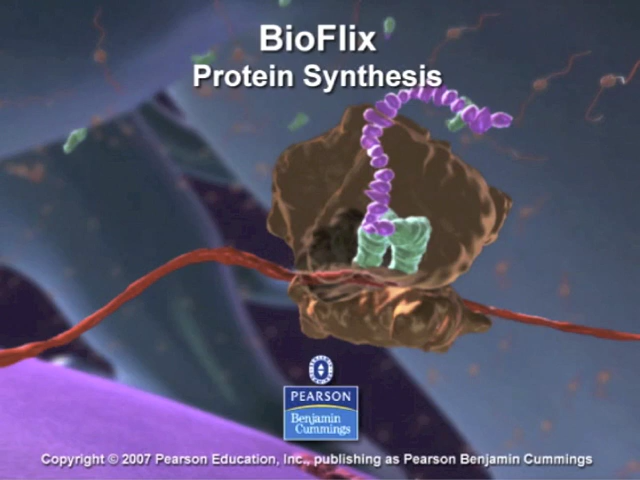 BioFlix
Protein Synthesis
PEARSON
Benjamin
Cummings
Copyright © 2007 Pearson Education, Inc., publishing as Pearson Benjamin Cummings